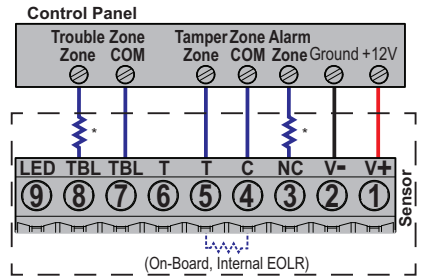 Control Panel
Trouble Zone Tamper Zone Alarm
Zone COM Zone COM Zone Ground +12V
* *
LED TBL TBL T T C NC V- V+
9 8 7 6 5 4 3 2 1
Sensor
(On-Board, Internal EOLR)